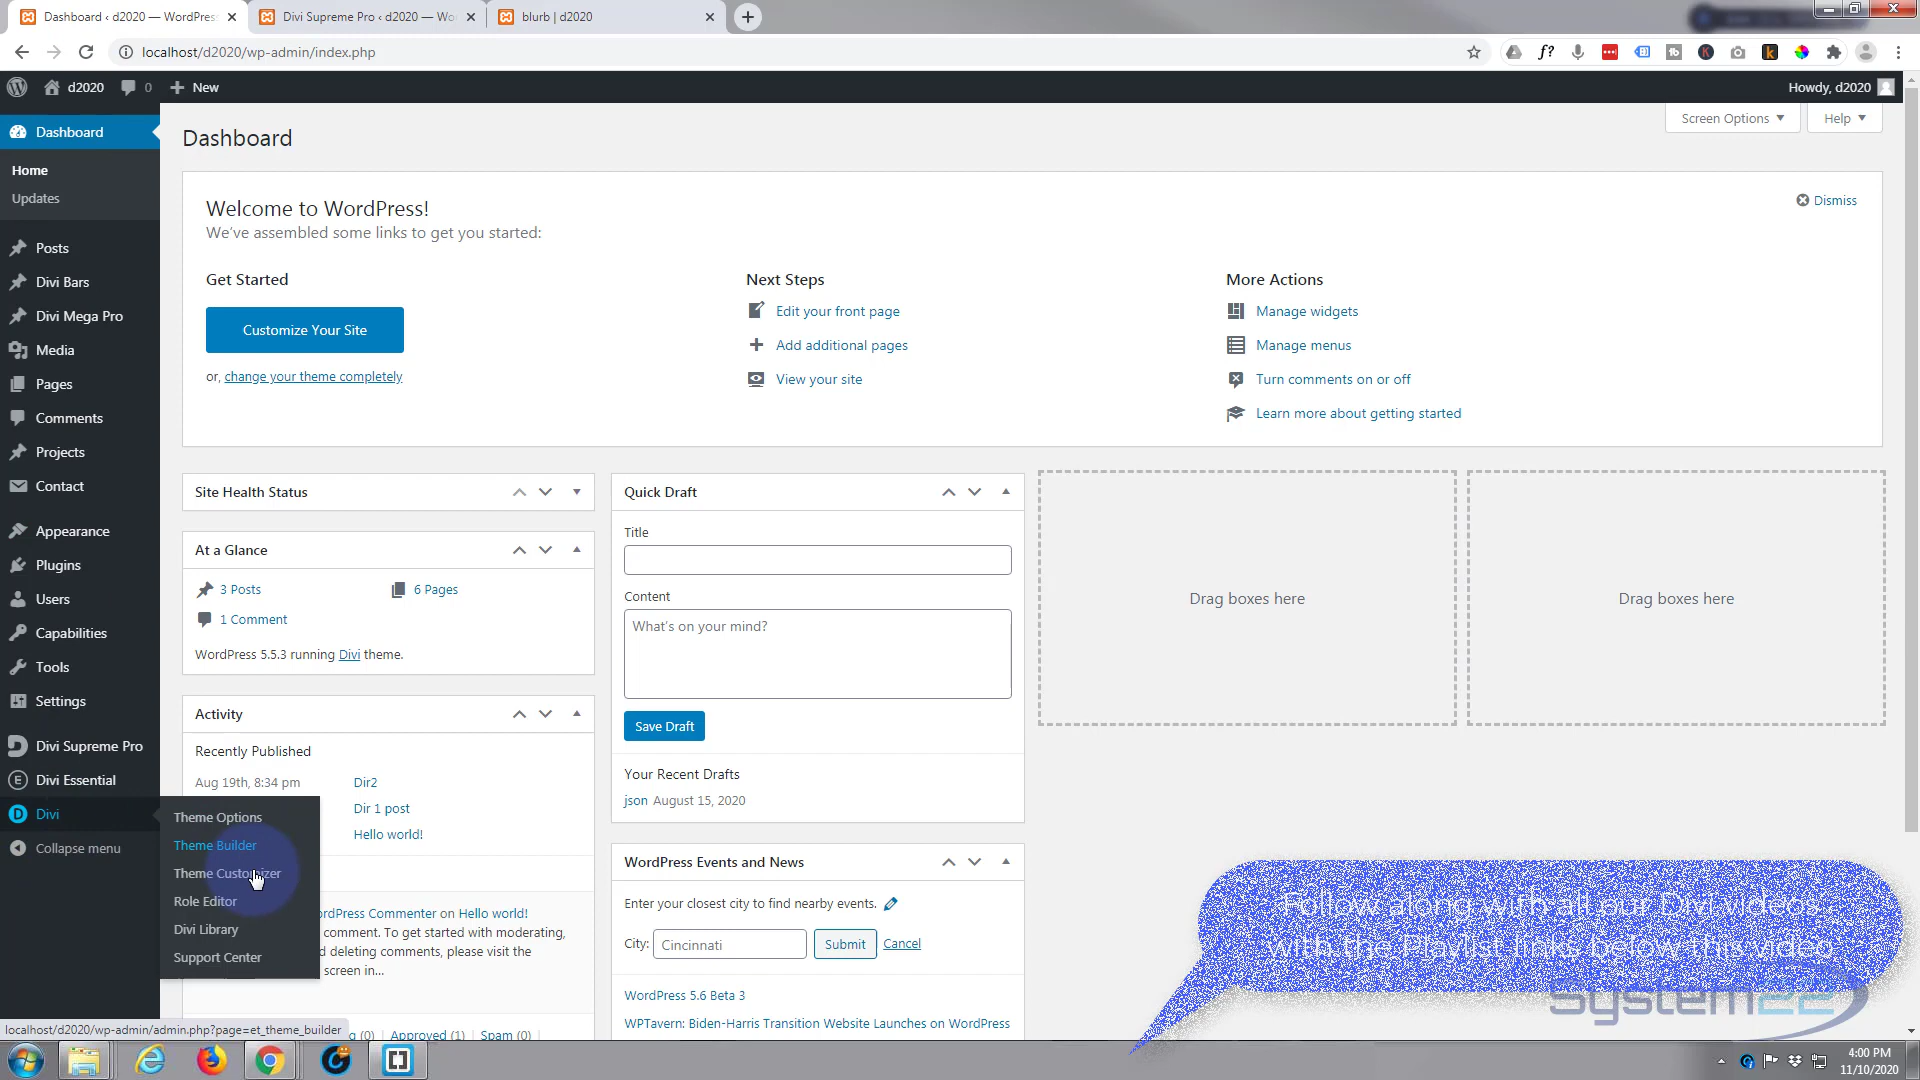 Dashboard ‹ d2020 — WordPress
Divi Supreme Pro ‹ d2020 — Wo
blurb | d2020
localhost/d2020/wp-admin/index.php
d2020
0
New
Howdy, d2020
Dashboard
Home
Updates
Posts
Divi Bars
Divi Mega Pro
Media
Pages
Comments
Projects
Contact
Appearance
Plugins
Users
Capabilities
Tools
Settings
Divi Supreme Pro
Divi Essential
Divi
Collapse menu
Theme Options
Theme Builder
Theme Customizer
Role Editor
Divi Library
Support Center
Dashboard
Screen Options
Help
Welcome to WordPress!
We've assembled some links to get you started:
Dismiss
Get Started
Customize Your Site
or, change your theme completely
Next Steps
Edit your front page
Add additional pages
View your site
More Actions
Manage widgets
Manage menus
Turn comments on or off
Learn more about getting started
Site Health Status
At a Glance
3 Posts
6 Pages
1 Comment
WordPress 5.5.3 running Divi theme.
Activity
Recently Published
Aug 19th, 8:34 pm
Dir2
Dir 1 post
Hello world!
rdPress Commenter on Hello world!
comment. To get started with moderating,
d deleting comments, please visit the
screen in...
g (0)
Approved (1)
Spam (0)
Quick Draft
Title
Content
What's on your mind?
Save Draft
Your Recent Drafts
json August 15, 2020
WordPress Events and News
Enter your closest city to find nearby events.
City:
Cincinnati
Submit
Cancel
WordPress 5.6 Beta 3
WPTavern: Biden-Harris Transition Website Launches on WordPress
Drag boxes here
Drag boxes here
Follow along with all our Divi videos
with the Playlist links below this video
system22
localhost/d2020/wp-admin/admin.php?page=et_theme_builder
4:00 PM
11/10/2020